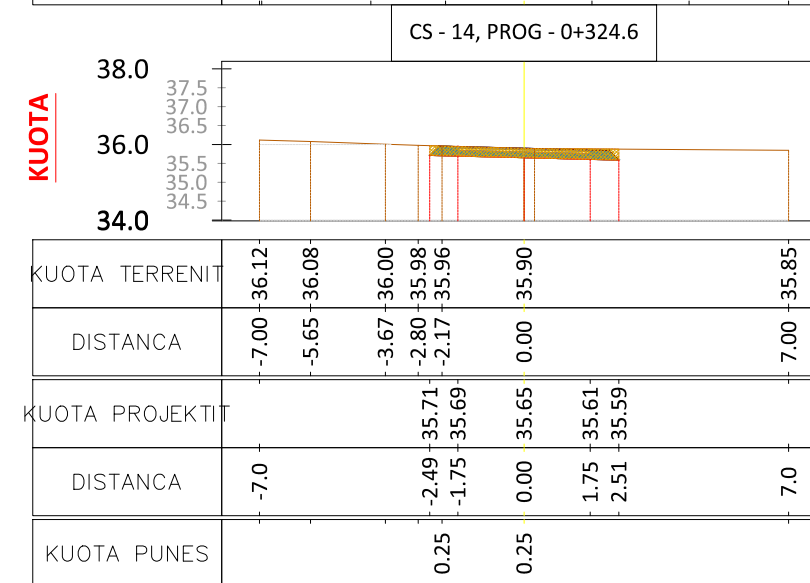 CS - 14, PROG - 0+324.6
KUOTA
38.0
37.5
37.0
36.5
36.0
35.5
35.0
34.5
34.0
KUOTA TERRENIT 36.12 36.08 36.00 35.98 35.96 35.90 35.85
DISTANCA -7.00 -5.65 -3.67 -2.80 -2.17 0.00 7.00
KUOTA PROJEKTIT 35.71 35.69 35.65 35.61 35.59
DISTANCA -7.0 -2.49 -1.75 0.00 1.75 2.51 7.0
KUOTA PUNES 0.25 0.25